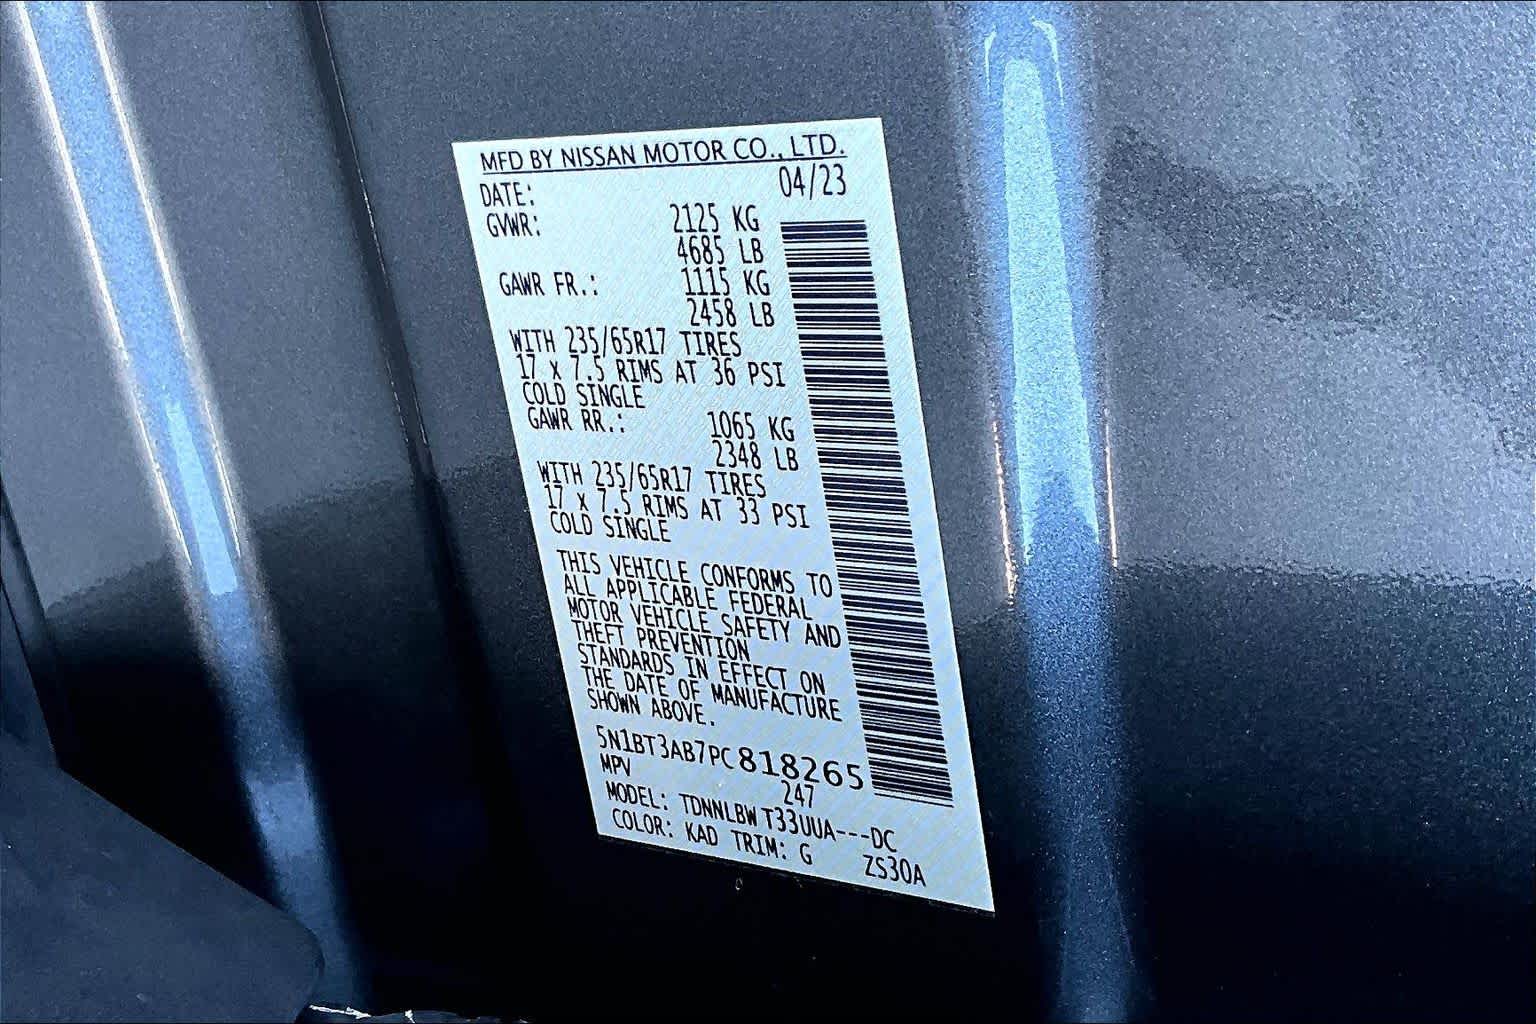 MFD BY NISSAN MOTOR CO., LTD.
DATE: 04/23
GVWR: 2125 KG
4685 LB
GAWR FR.: 1115 KG
2458 LB
WITH 235/65R17 TIRES
17 x 7.5 RIMS AT 36 PSI
COLD SINGLE
GAWR RR.: 1065 KG
2348 LB
WITH 235/65R17 TIRES
17 x 7.5 RIMS AT 33 PSI
COLD SINGLE
THIS VEHICLE CONFORMS TO
ALL APPLICABLE FEDERAL
MOTOR VEHICLE SAFETY AND
THEFT PREVENTION
STANDARDS IN EFFECT ON
THE DATE OF MANUFACTURE
SHOWN ABOVE.
5N1BT3AB7PC818265
MPV 247
MODEL: TDNNLBW T33UUA---DC
COLOR: KAD TRIM: G ZS30A